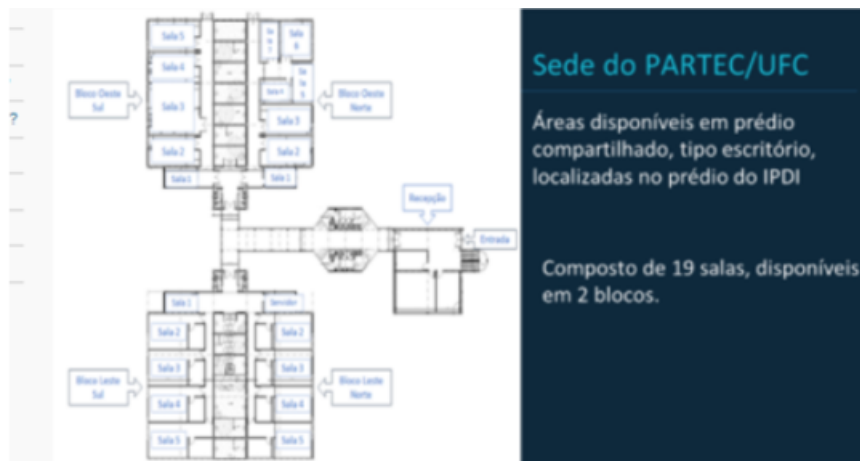 ?
Sala 5
Sala 4
Sala 3
Sala 2
Sala 1
Bloco Oeste
Sul
Sala
Sala 3
Sala 2
Sala 1
Bloco Oeste
Norte
Recepção
Entrada
Sala 1
Sala 2
Sala 3
Sala 4
Sala 5
Bloco Leste
Sul
Servidor
Sala 2
Sala 3
Sala 4
Sala 5
Bloco Leste
Norte
Sede do PARTEC/UFC
Áreas disponíveis em prédio
compartilhado, tipo escritório,
localizadas no prédio do IPDI
Composto de 19 salas, disponíveis
em 2 blocos.